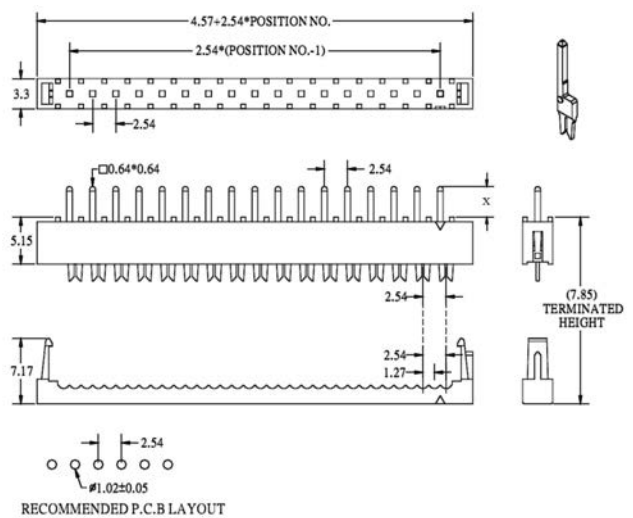 4.57+2.54*POSITION NO.
2.54*(POSITION NO.-1)
3.3
2.54
□0.64*0.64
2.54
X
5.15
2.54
(7.85)
TERMINATED
HEIGHT
7.17
2.54
1.27
2.54
ø1.02±0.05
RECOMMENDED P.C.B LAYOUT